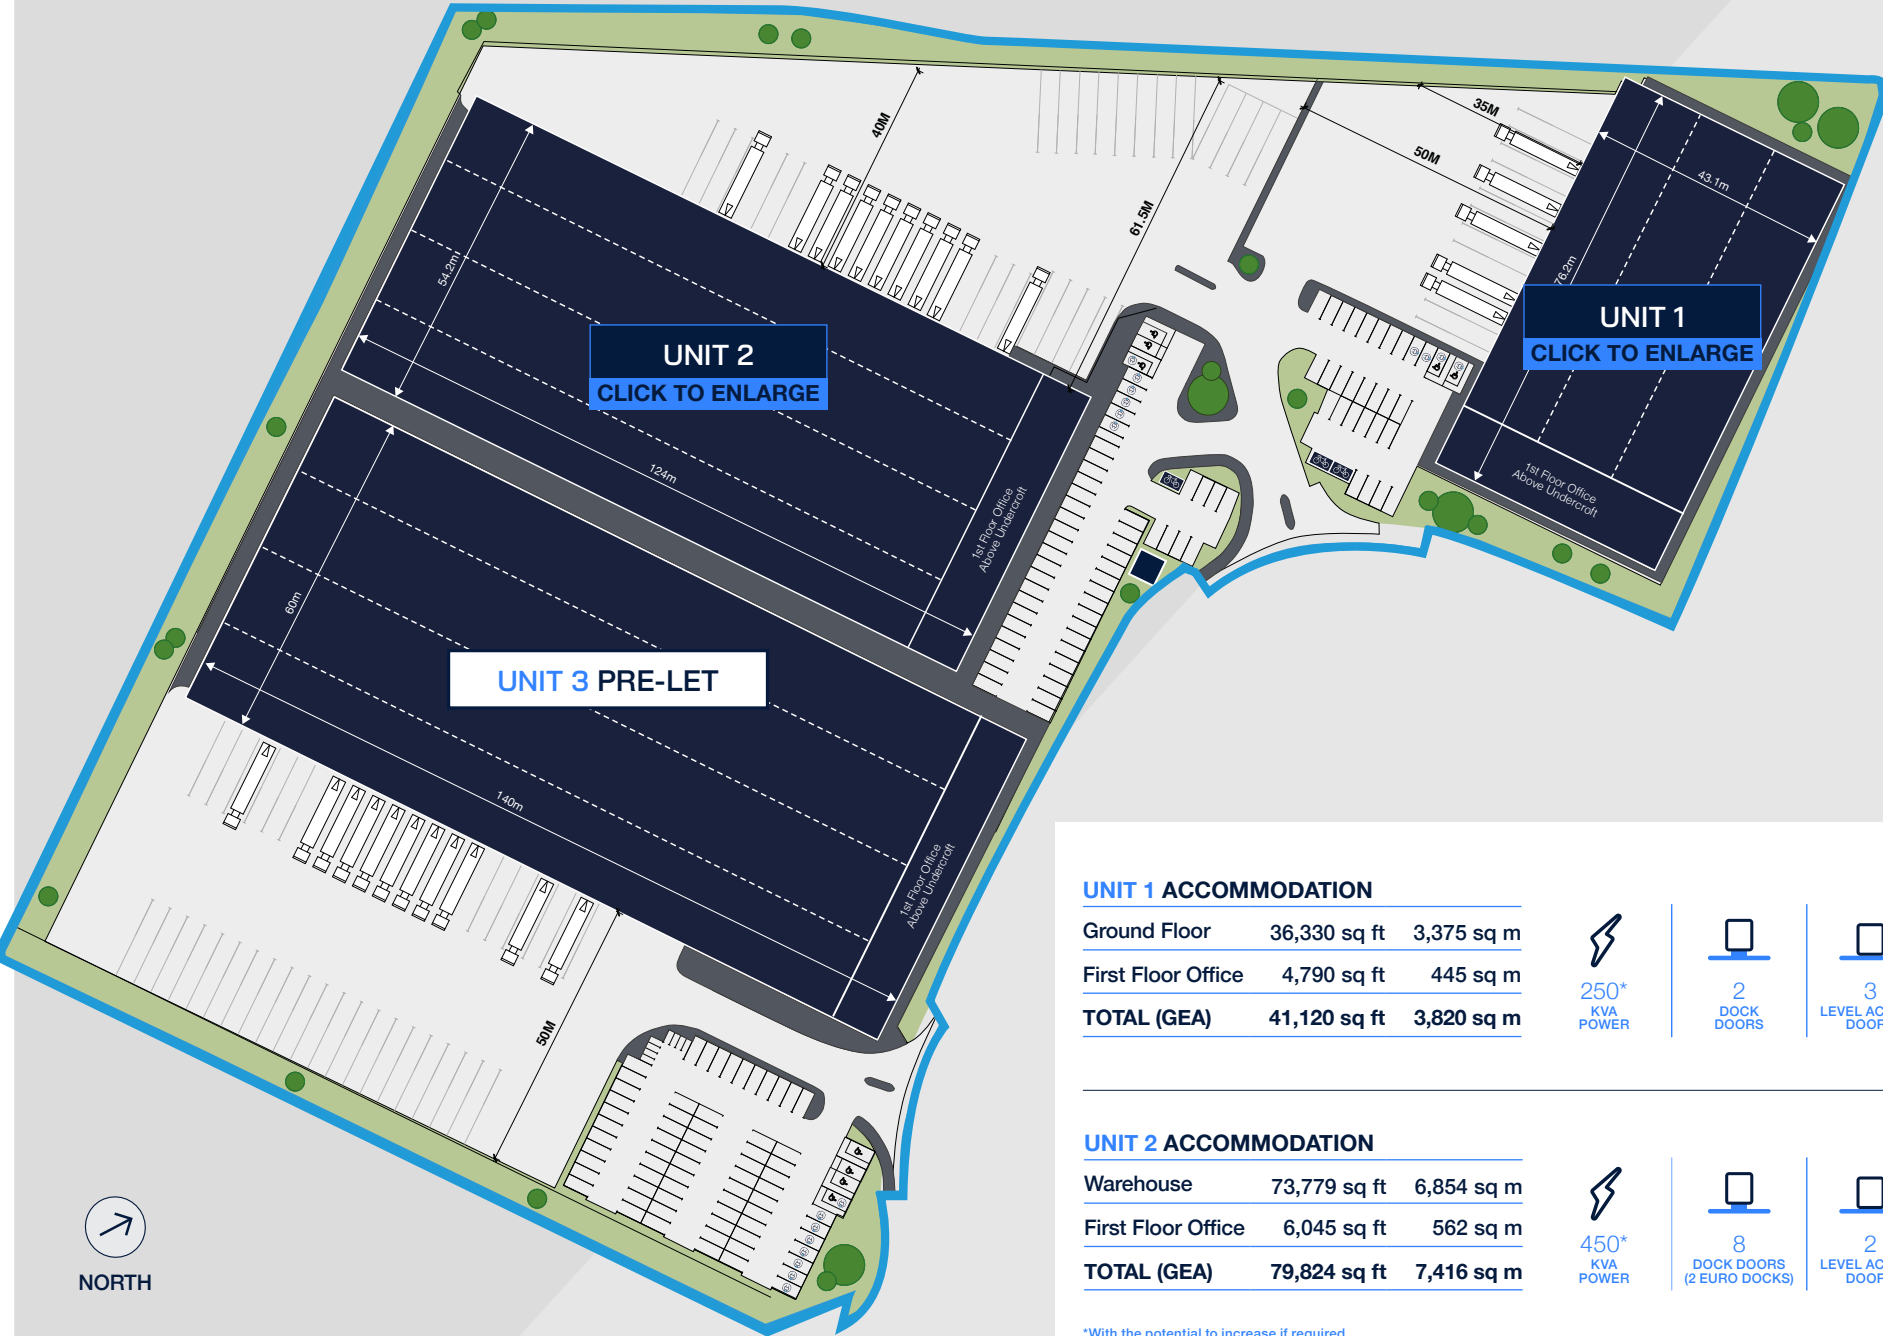 40M
61.5M
35M
50M
43.1m
76.2m
54.2m
UNIT 1
CLICK TO ENLARGE
UNIT 2
CLICK TO ENLARGE
124m
1st Floor Office
Above Undercroft
1st Floor Office
Above Undercroft
60m
UNIT 3 PRE-LET
140m
1st Floor Office
Above Undercroft
50M
NORTH
UNIT 1 ACCOMMODATION
Ground Floor 36,330 sq ft 3,375 sq m
First Floor Office 4,790 sq ft 445 sq m
TOTAL (GEA) 41,120 sq ft 3,820 sq m
250*
KVA
POWER
2
DOCK
DOORS
3
LEVEL AC
DOOR
UNIT 2 ACCOMMODATION
Warehouse 73,779 sq ft 6,854 sq m
First Floor Office 6,045 sq ft 562 sq m
TOTAL (GEA) 79,824 sq ft 7,416 sq m
450*
KVA
POWER
8
DOCK DOORS
(2 EURO DOCKS)
2
LEVEL AC
DOOR
*With the potential to increase if required